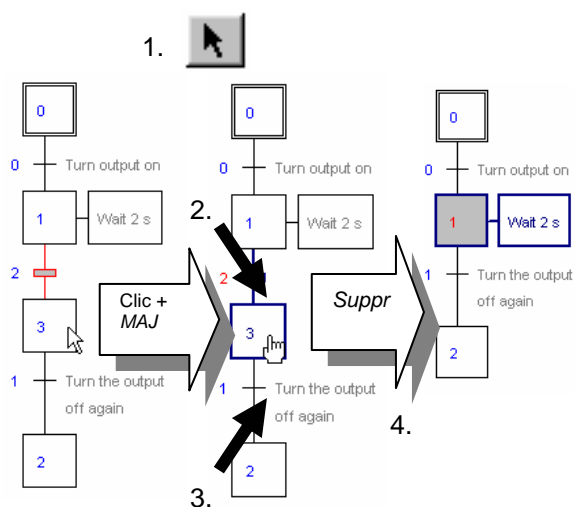 1.
0
0 Turn output on
1 Wait 2 s
2
3
1 Turn the output
off again
2
Clic +
MAJ
0
0 Turn output on
2.
1 Wait 2 s
2
3
1 Turn the output
off again
3.
2
Suppr
0
0 Turn output on
1 Wait 2 s
1 Turn the output
off again
2
4.